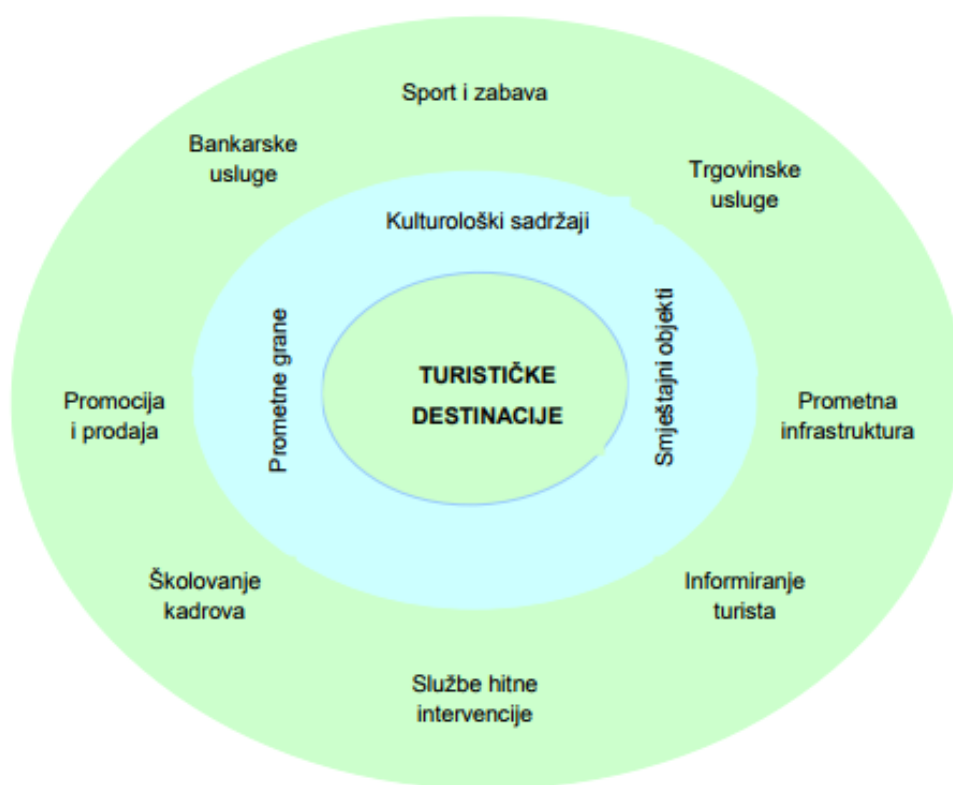 Sport i zabava
Bankarske
usluge
Trgovinske
usluge
Kulturološki sadržaji
Prometne grane
Smještajni objekti
TURISTIČKE
DESTINACIJE
Promocija
i prodaja
Prometna
infrastruktura
Školovanje
kadrova
Informiranje
turista
Službe hitne
intervencije